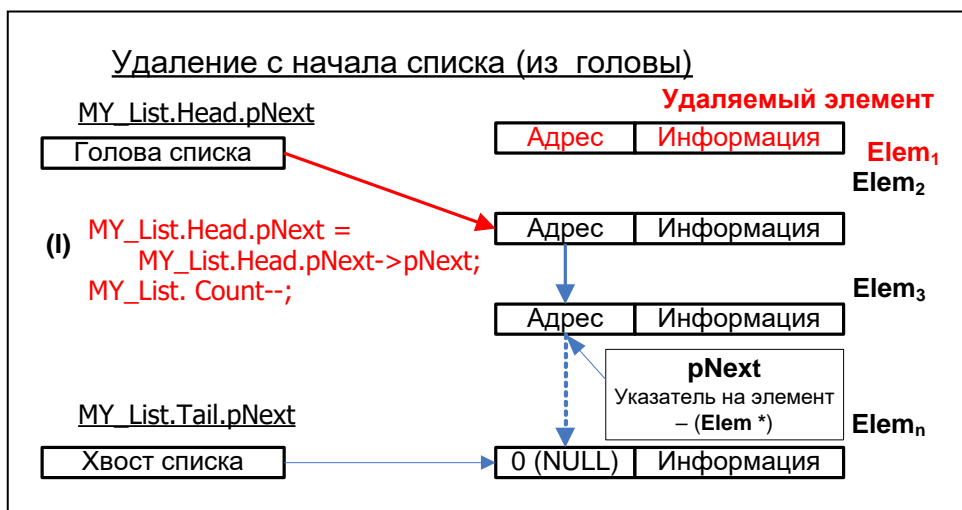 Удаление с начала списка (из головы)
MY_List.Head.pNext
Удаляемый элемент
Голова списка
Адрес
Информация
Elem1
Elem2
(I)
MY_List.Head.pNext =
MY_List.Head.pNext->pNext;
MY_List. Count--;
Адрес
Информация
Elem3
Адрес
Информация
pNext
Указатель на элемент
– (Elem *)
MY_List.Tail.pNext
Elemn
Хвост списка
0 (NULL)
Информация